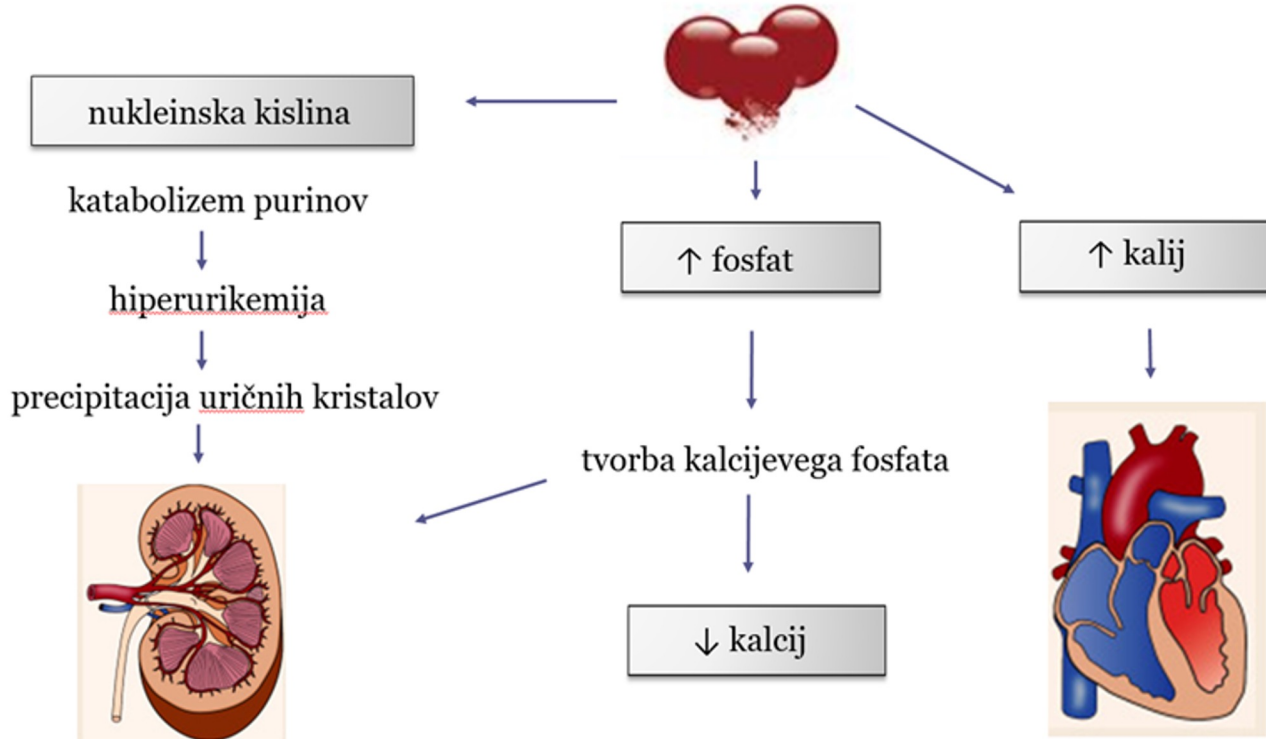 nukleinska kislina
katabolizem purinov
hiperurikemija
precipitacija uričnih kristalov
↑ fosfat
tvorba kalcijevega fosfata
↓ kalcij
↑ kalij